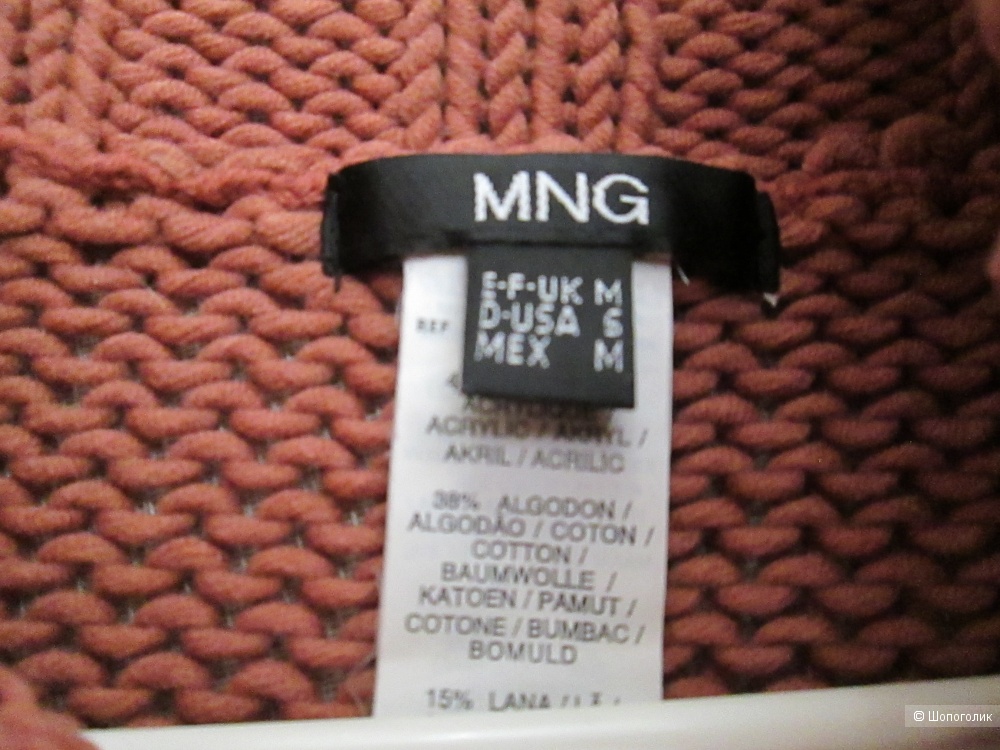 MNG
E-F-UK M
D-USA S
MEX M
REF
ACRYLIC / AKRYL /
AKRIL / ACRILIC
38% ALGODON /
ALGODÃO / COTON /
COTTON /
BAUMWOLLE /
KATOEN / PAMUT /
COTONE / BUMBAC /
BOMULD
15% LANA / LÃ /
© Шопоголик